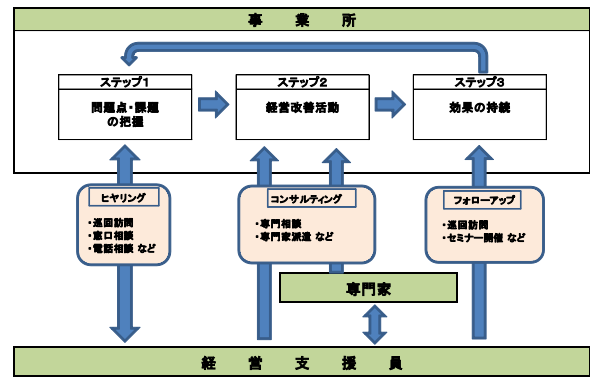 事業所
ステップ1
問題点・課題
の把握
ステップ2
経営改善活動
ステップ3
効果の持続
ヒヤリング
・巡回訪問
・窓口相談
・電話相談 など
コンサルティング
・専門相談
・専門家派遣 など
フォローアップ
・巡回訪問
・セミナー開催 など
専門家
経営支援員